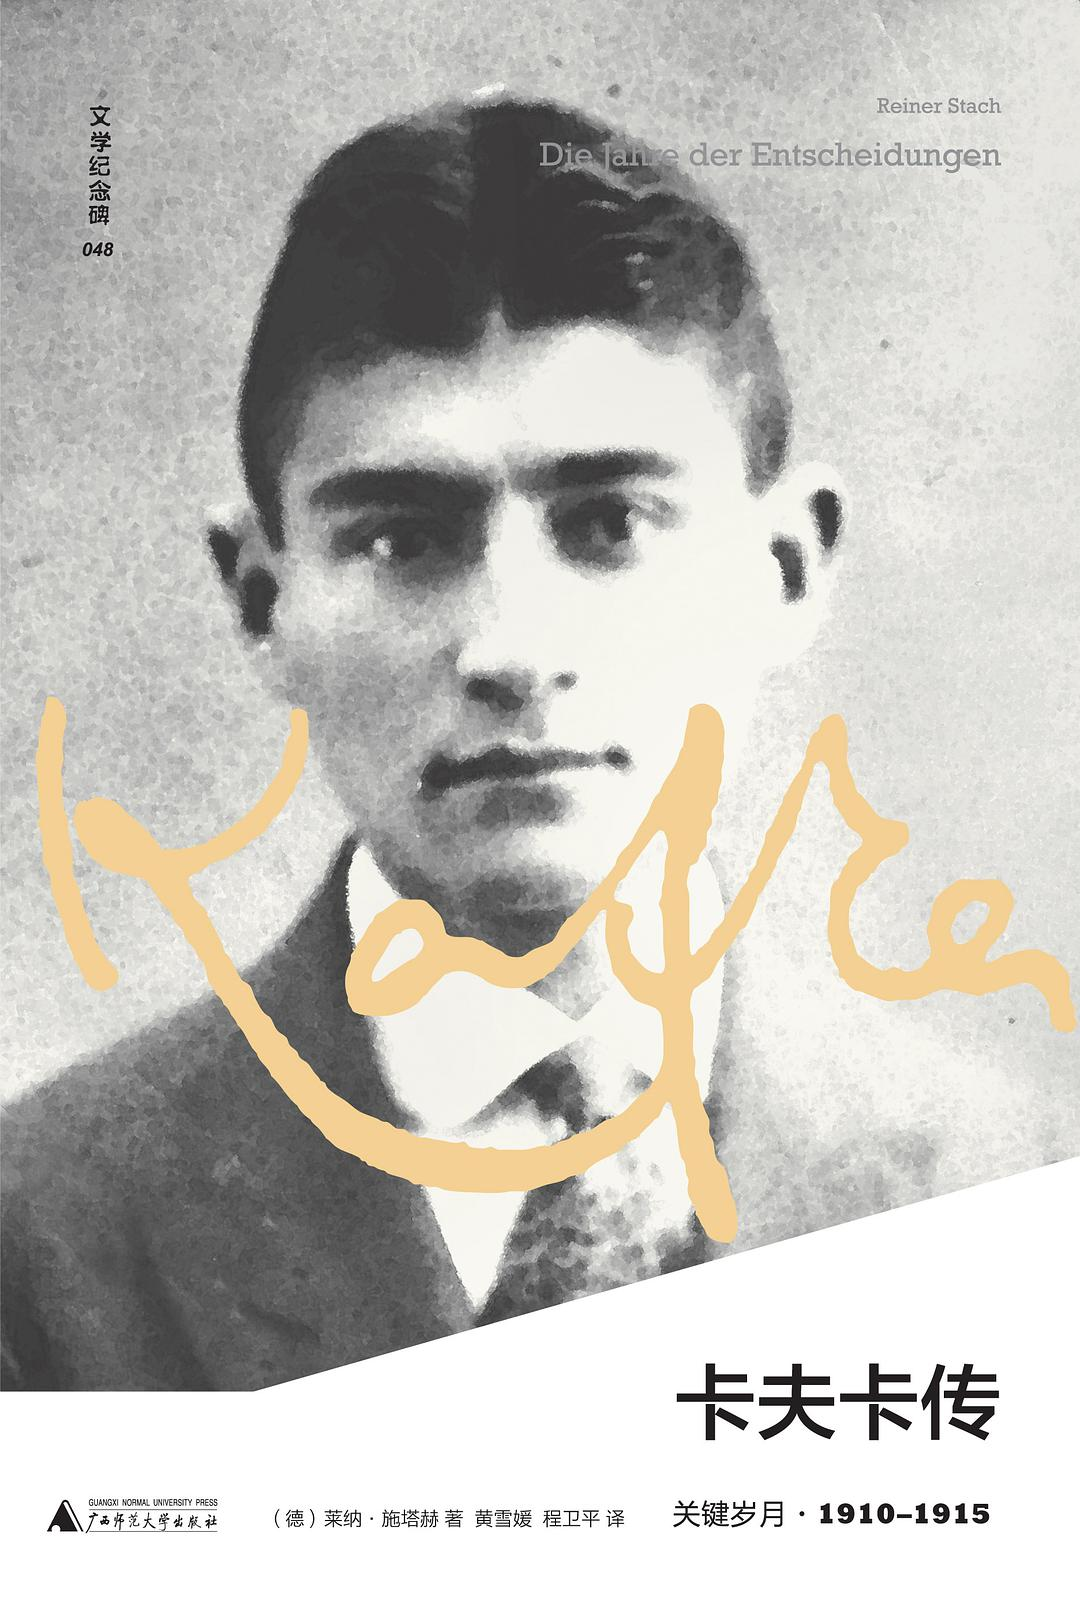 文学纪念碑
048
Reiner Stach
Die Jahre der Entscheidungen
Kafka
卡夫卡传
关键岁月·1910–1915
（德）莱纳·施塔赫 著 黄雪媛 程卫平 译
GUANGXI NORMAL UNIVERSITY PRESS
广西师范大学出版社